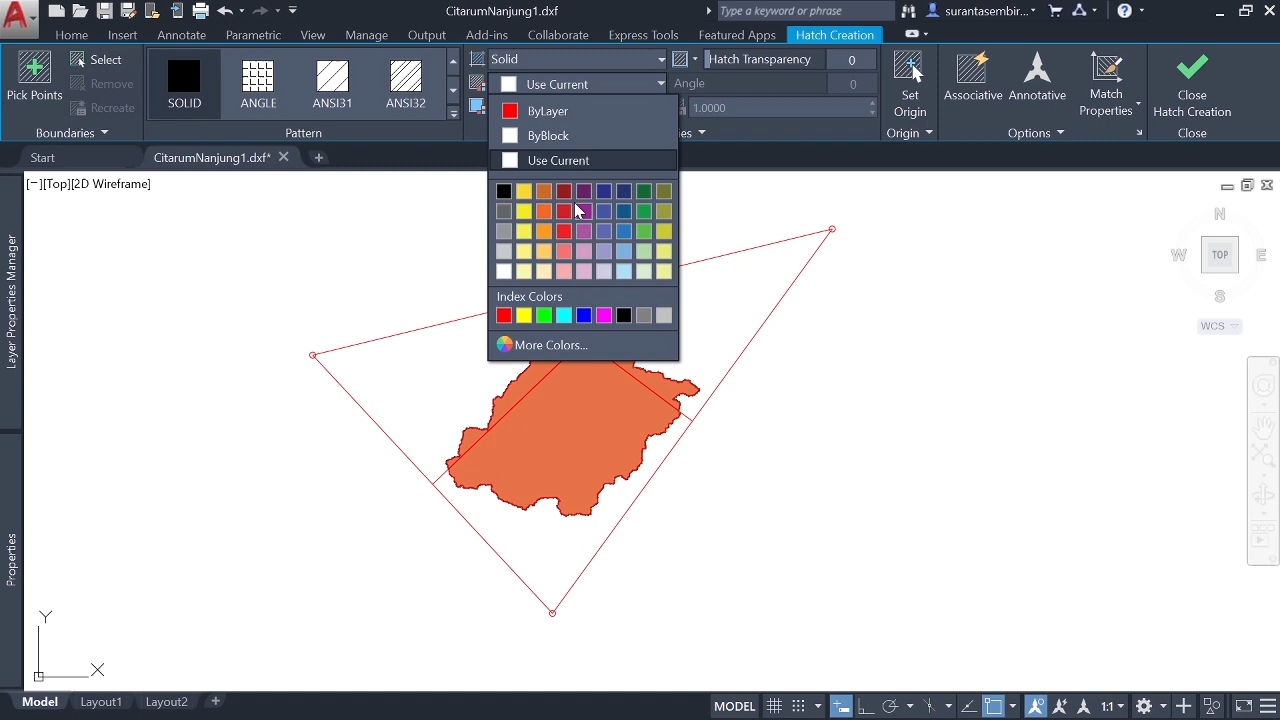 A CitarumNanjung1.dxf Type a keyword or phrase surantasembir... ?
Home Insert Annotate Parametric View Manage Output Add-ins Collaborate Express Tools Featured Apps Hatch Creation
Pick Points Select Remove Recreate
SOLID ANGLE ANSI31 ANSI32
Solid Hatch Transparency 0
Use Current Angle 0
1.0000
Set Origin Associative Annotative Match Properties Close Hatch Creation
Boundaries Pattern ies Origin Options Close
ByLayer
ByBlock
Use Current
Index Colors
More Colors...
Start CitarumNanjung1.dxf* +
[−][Top][2D Wireframe]
Layer Properties Manager
Properties
N
W TOP E
S
WCS
Y
X
Model Layout1 Layout2 + MODEL 1:1